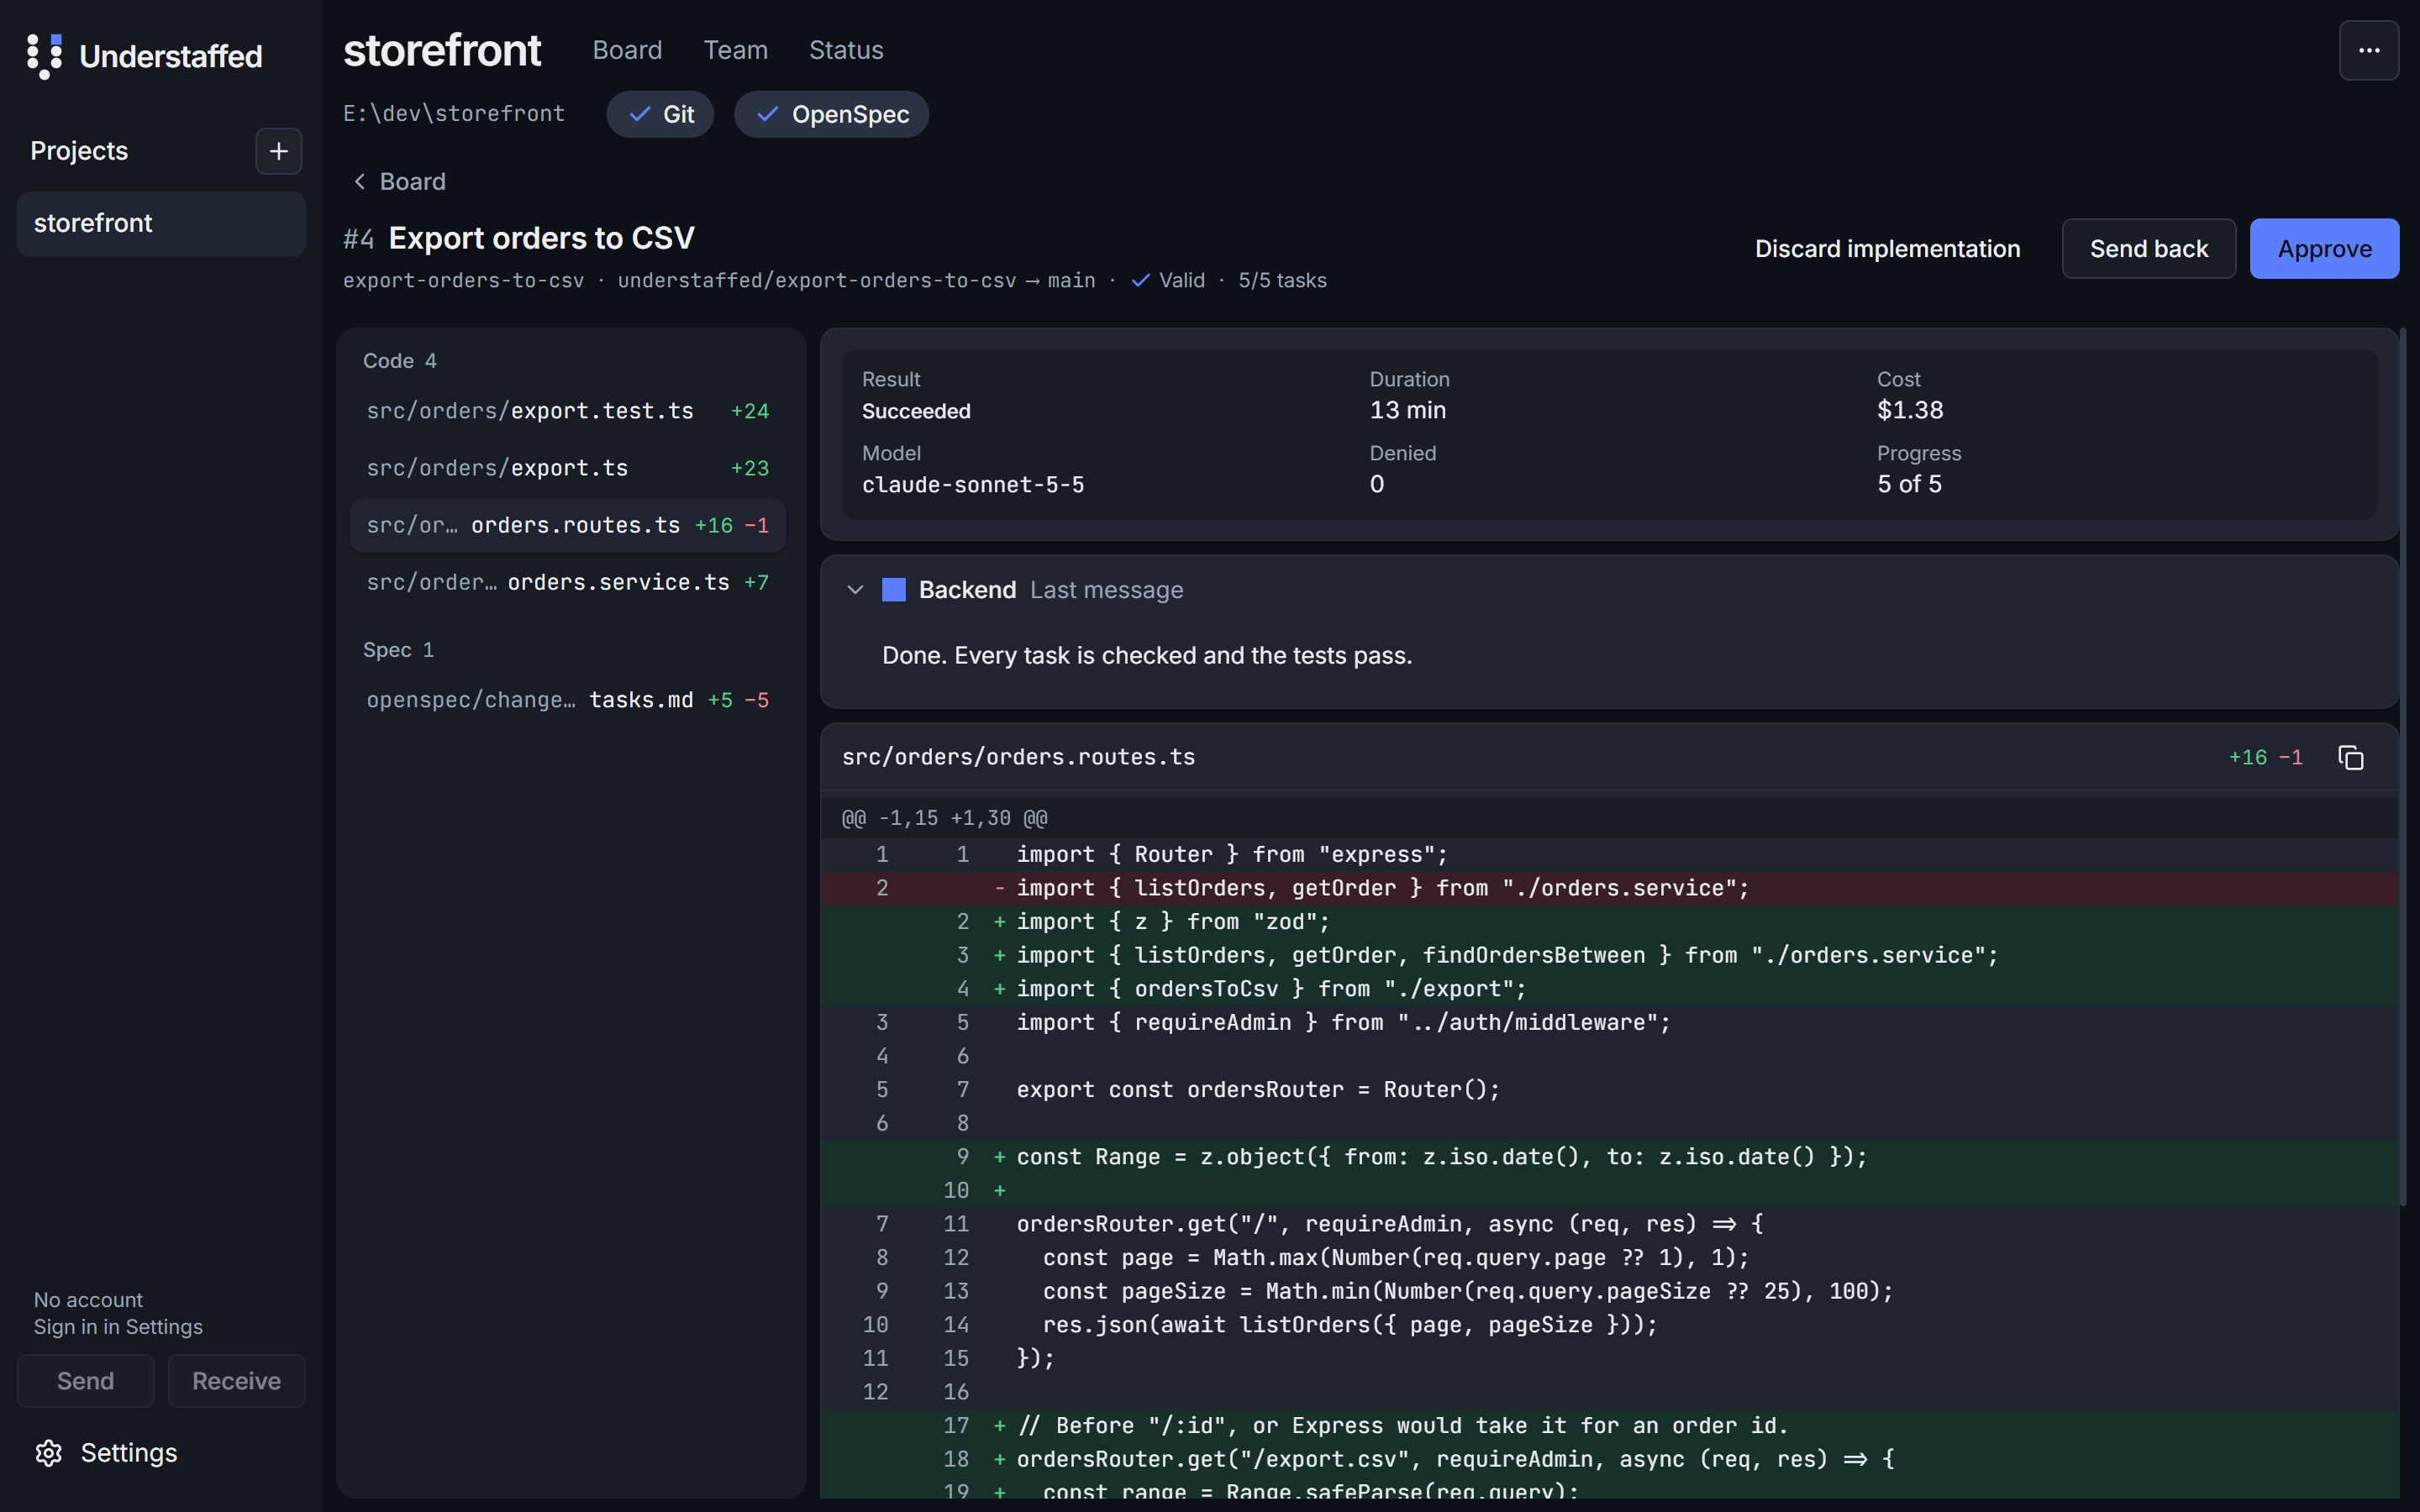 Understaffed
Projects
storefront
No account
Sign in in Settings
Send Receive
Settings
storefront Board Team Status
E:\dev\storefront Git OpenSpec
Board
#4 Export orders to CSV
export-orders-to-csv · understaffed/export-orders-to-csv → main · Valid · 5/5 tasks
Discard implementation Send back Approve
Code 4
src/orders/export.test.ts +24
src/orders/export.ts +23
src/or… orders.routes.ts +16 −1
src/order… orders.service.ts +7
Spec 1
openspec/change… tasks.md +5 −5
Result Duration Cost
Succeeded 13 min $1.38
Model Denied Progress
claude-sonnet-5-5 0 5 of 5
Backend Last message
Done. Every task is checked and the tests pass.
src/orders/orders.routes.ts +16 −1
@@ -1,15 +1,30 @@
1 1 import { Router } from "express";
2 - import { listOrders, getOrder } from "./orders.service";
2 + import { z } from "zod";
3 + import { listOrders, getOrder, findOrdersBetween } from "./orders.service";
4 + import { ordersToCsv } from "./export";
3 5 import { requireAdmin } from "../auth/middleware";
4 6
5 7 export const ordersRouter = Router();
6 8
9 + const Range = z.object({ from: z.iso.date(), to: z.iso.date() });
10 +
7 11 ordersRouter.get("/", requireAdmin, async (req, res) => {
8 12 const page = Math.max(Number(req.query.page ?? 1), 1);
9 13 const pageSize = Math.min(Number(req.query.pageSize ?? 25), 100);
10 14 res.json(await listOrders({ page, pageSize }));
11 15 });
12 16
17 + // Before "/:id", or Express would take it for an order id.
18 + ordersRouter.get("/export.csv", requireAdmin, async (req, res) => {
19 + const range = Range.safeParse(req.query);